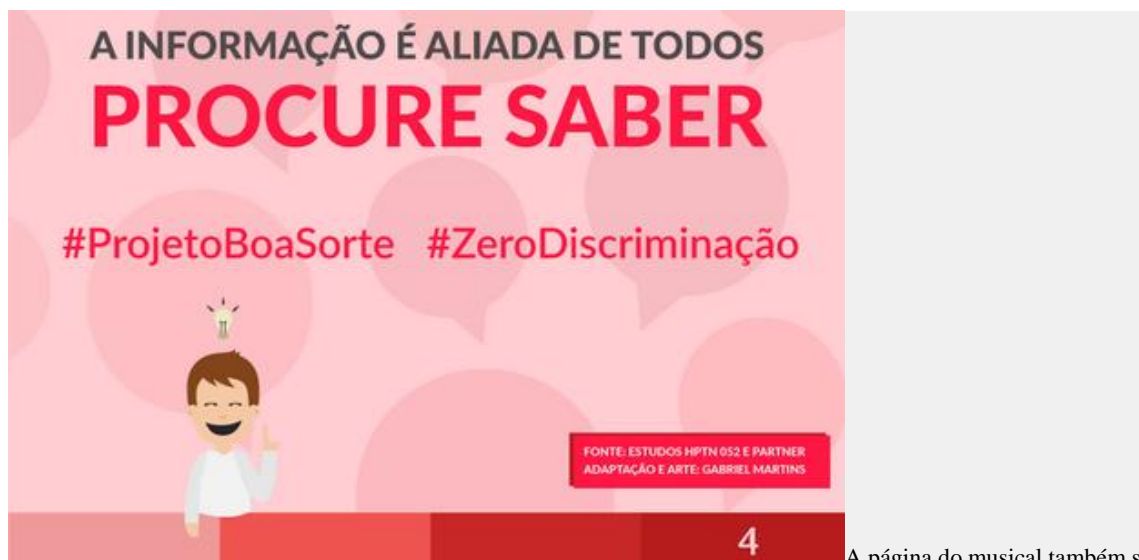 A INFORMAÇÃO É ALIADA DE TODOS
PROCURE SABER
#ProjetoBoaSorte #ZeroDiscriminação
FONTE: ESTUDOS HPTN 052 E PARTNER
ADAPTAÇÃO E ARTE: GABRIEL MARTINS
4
A página do musical também s